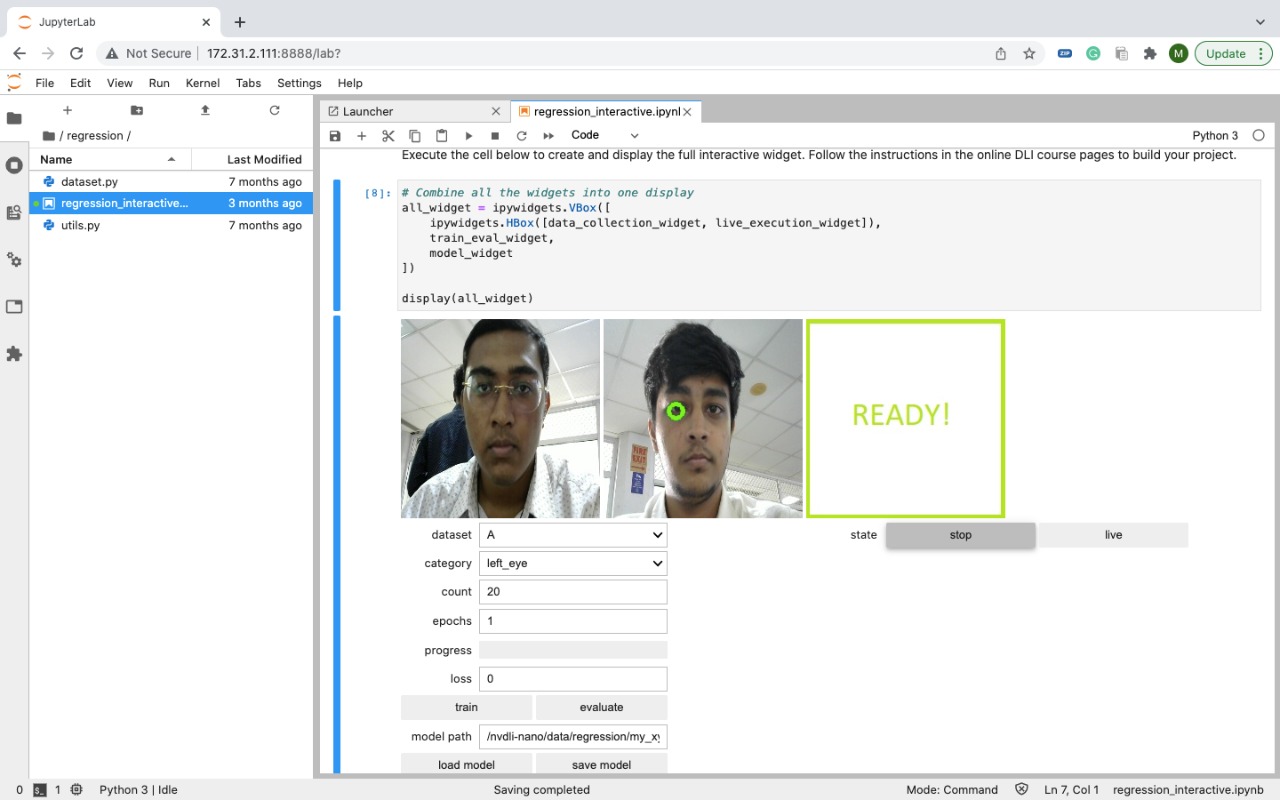 JupyterLab
Not Secure 172.31.2.111:8888/lab?
ZIP
G
M
Update
File Edit View Run Kernel Tabs Settings Help
Launcher
regression_interactive.ipynl
/ regression /
Code
Python 3
Name
Last Modified
dataset.py 7 months ago
regression_interactive... 3 months ago
utils.py 7 months ago
Execute the cell below to create and display the full interactive widget. Follow the instructions in the online DLI course pages to build your project.
[8]: # Combine all the widgets into one display
all_widget = ipywidgets.VBox([
ipywidgets.HBox([data_collection_widget, live_execution_widget]),
train_eval_widget,
model_widget
])
display(all_widget)
FIRE
EXIT
READY!
dataset A
state stop live
category left_eye
count 20
epochs 1
progress
loss 0
train evaluate
model path /nvdli-nano/data/regression/my_xy
load model save model
0 $_ 1 Python 3 | Idle
Saving completed
Mode: Command
Ln 7, Col 1 regression_interactive.ipynb